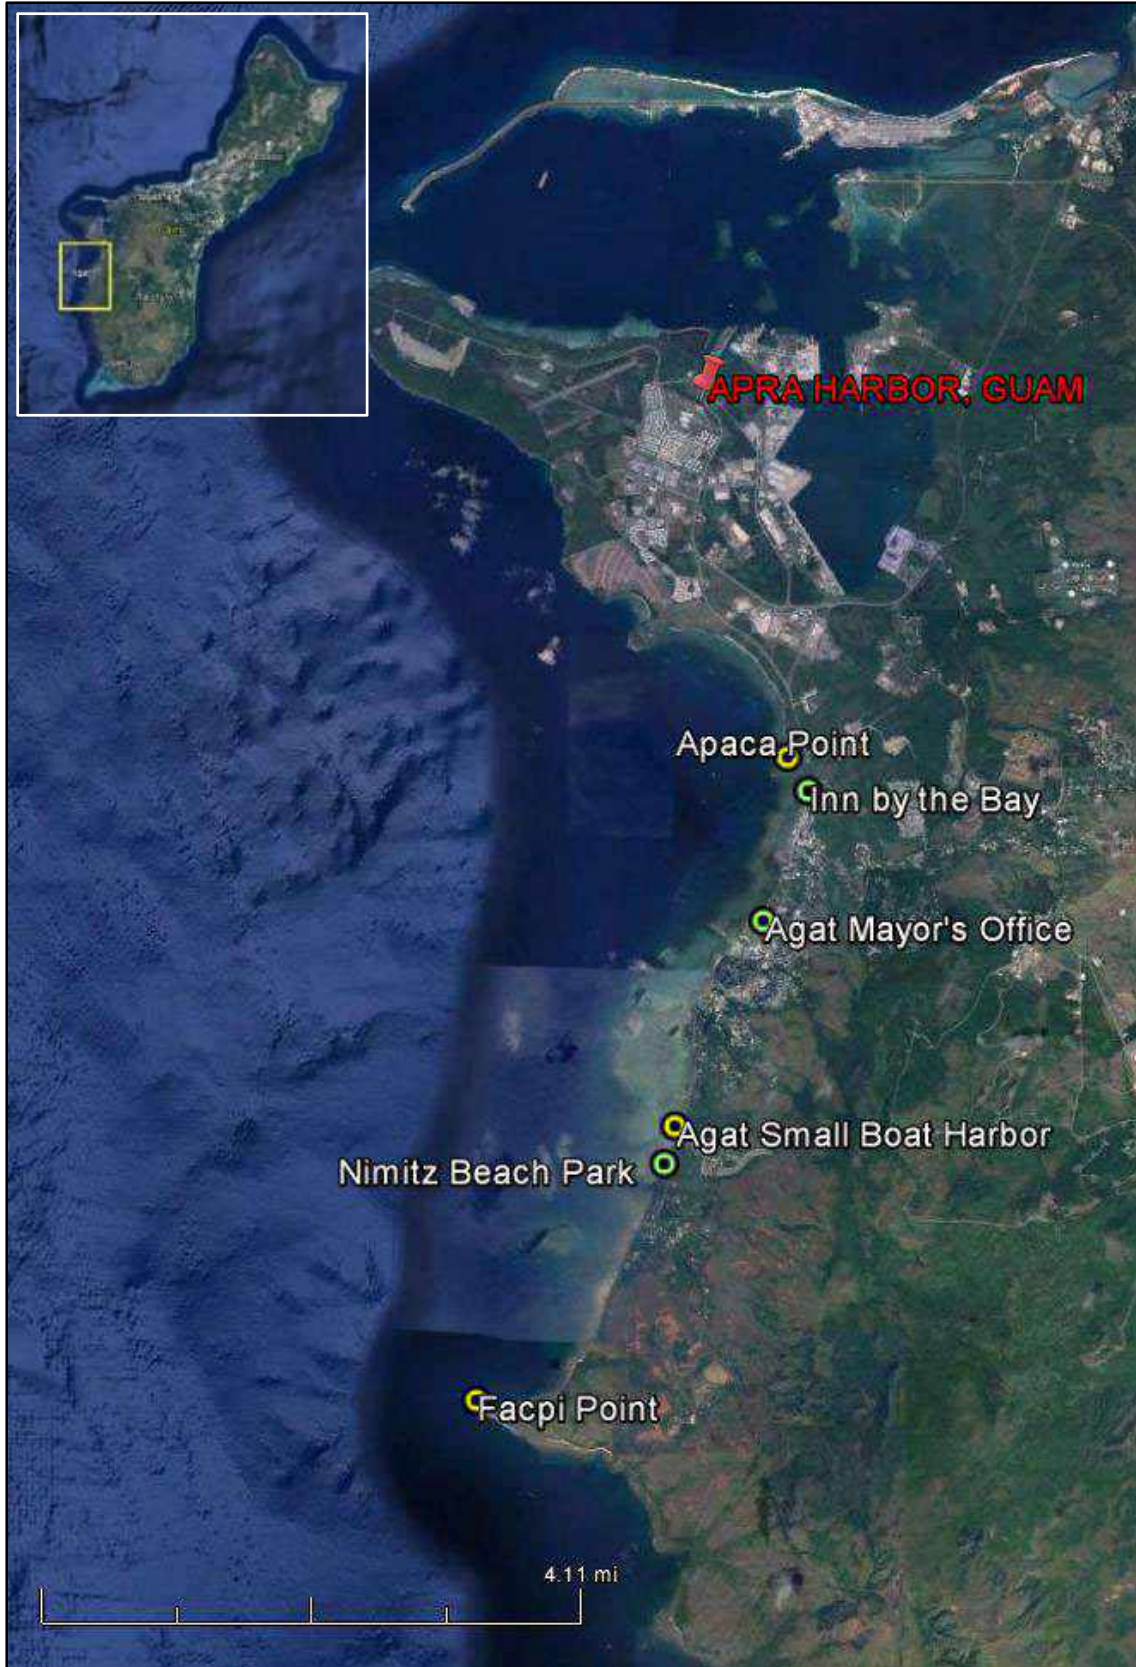 APRA HARBOR, GUAM
Apaca Point
Inn by the Bay
Agat Mayor's Office
Agat Small Boat Harbor
Nimitz Beach Park
Facpi Point
4.11 mi